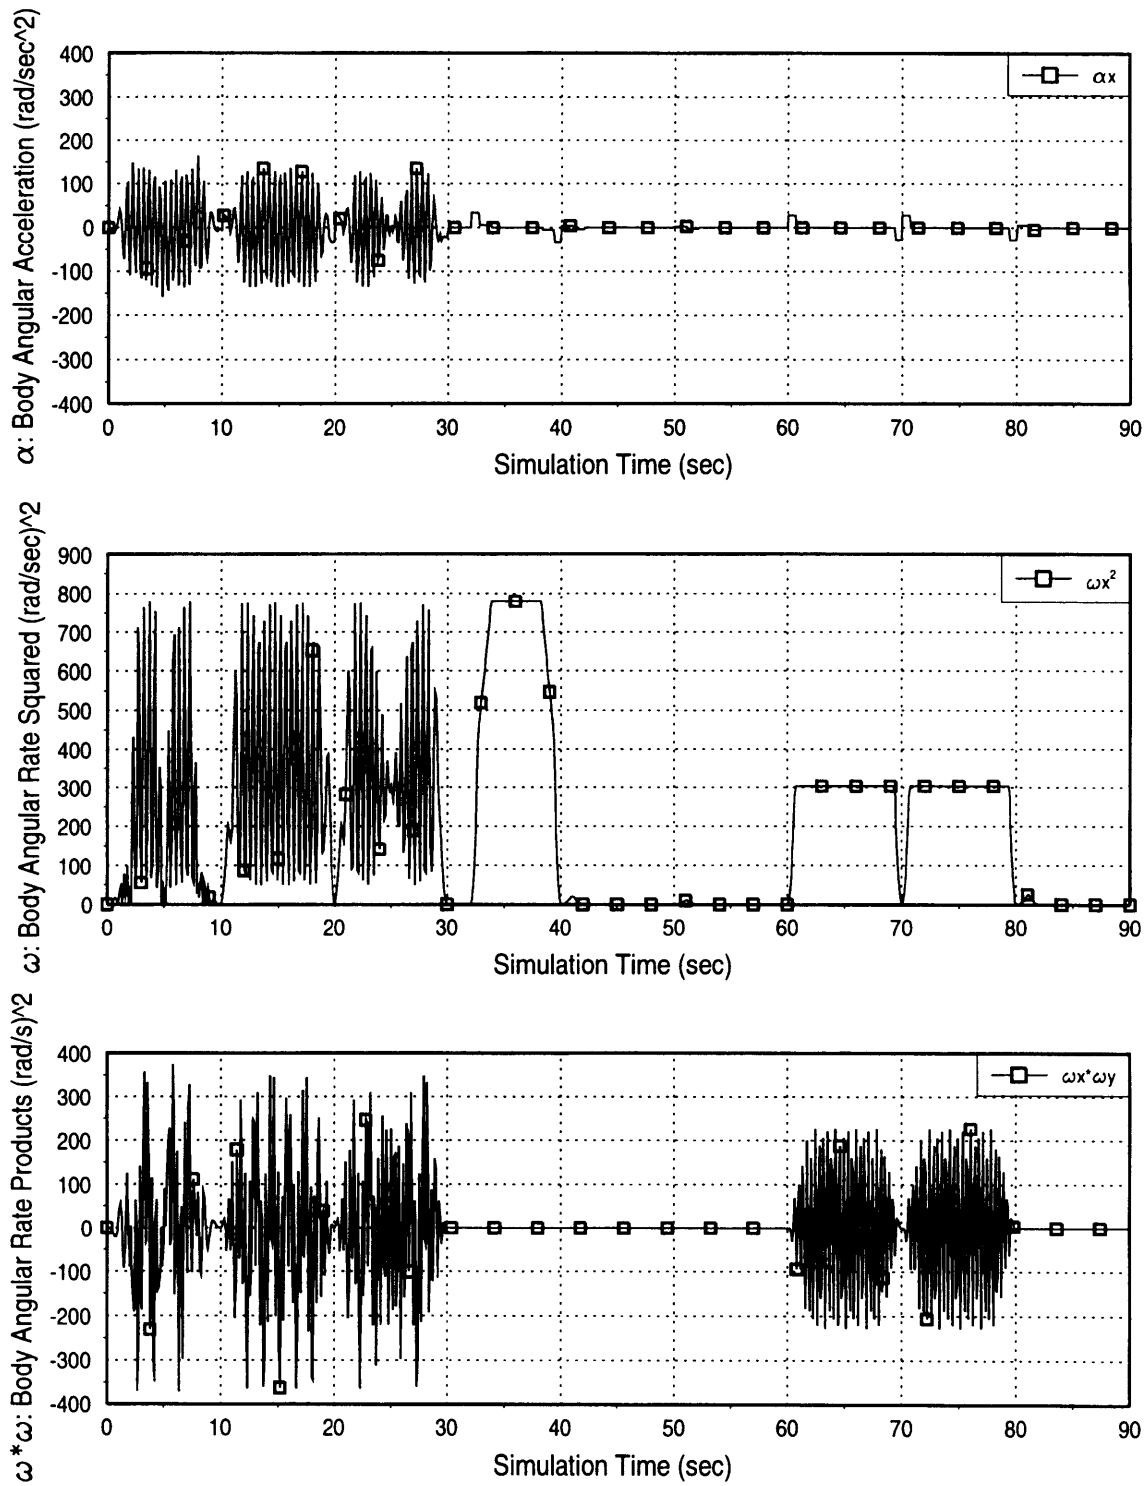 α: Body Angular Acceleration (rad/sec^2)
400
300
200
100
0
-100
-200
-300
-400
αx
0 10 20 30 40 50 60 70 80 90
Simulation Time (sec)
ω: Body Angular Rate Squared (rad/sec)^2
900
800
700
600
500
400
300
200
100
0
ωx²
0 10 20 30 40 50 60 70 80 90
Simulation Time (sec)
ω*ω: Body Angular Rate Products (rad/s)^2
400
300
200
100
0
-100
-200
-300
-400
ωx*ωy
0 10 20 30 40 50 60 70 80 90
Simulation Time (sec)